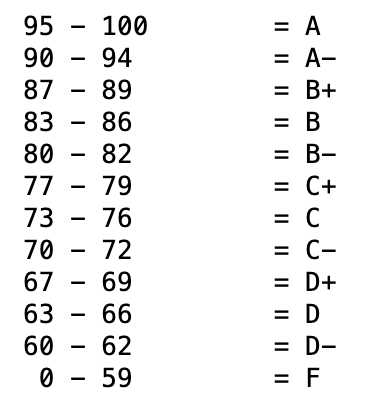 95 – 100 = A
90 – 94 = A–
87 – 89 = B+
83 – 86 = B
80 – 82 = B–
77 – 79 = C+
73 – 76 = C
70 – 72 = C–
67 – 69 = D+
63 – 66 = D
60 – 62 = D–
0 – 59 = F